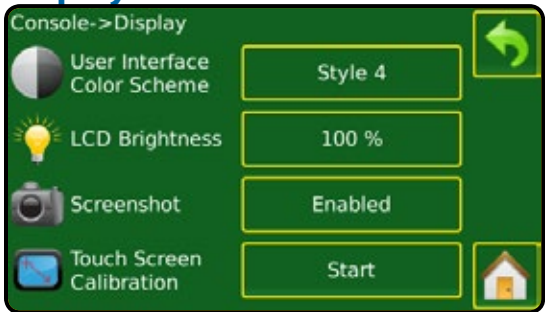 Console->Display
User Interface
Color Scheme
Style 4
LCD Brightness
100 %
Screenshot
Enabled
Touch Screen
Calibration
Start